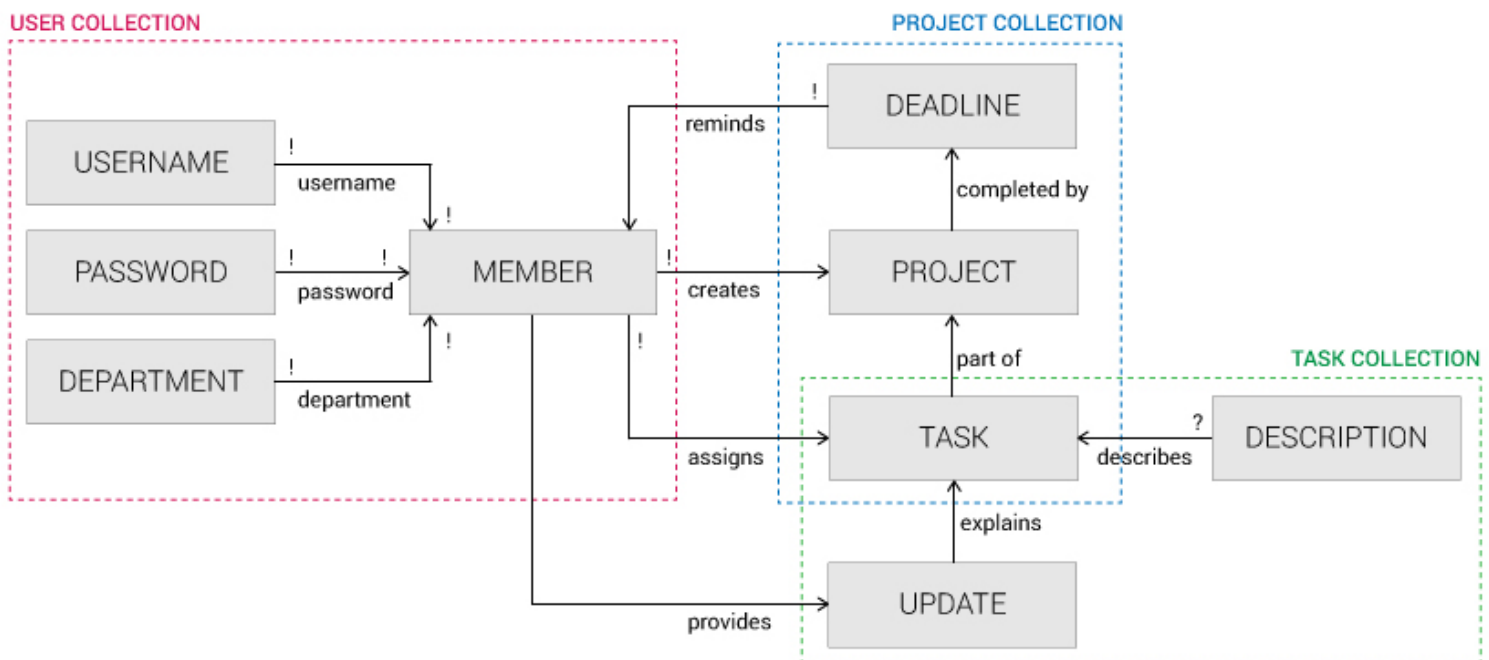 USER COLLECTION
PROJECT COLLECTION
DEADLINE
!
reminds
USERNAME
!
username
!
completed by
PASSWORD
!
!
password
MEMBER
!
creates
PROJECT
DEPARTMENT
!
department
!
!
part of
TASK COLLECTION
assigns
TASK
?
describes
DESCRIPTION
explains
provides
UPDATE